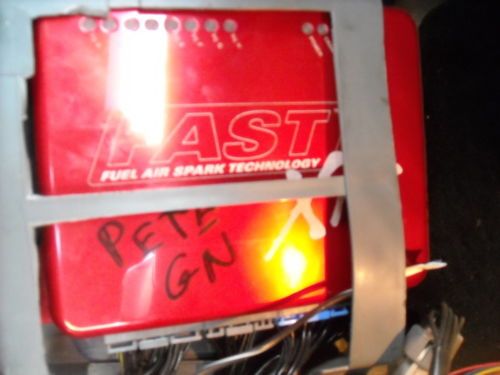 FAST
FUEL AIR SPARK TECHNOLOGY
PETE
GN